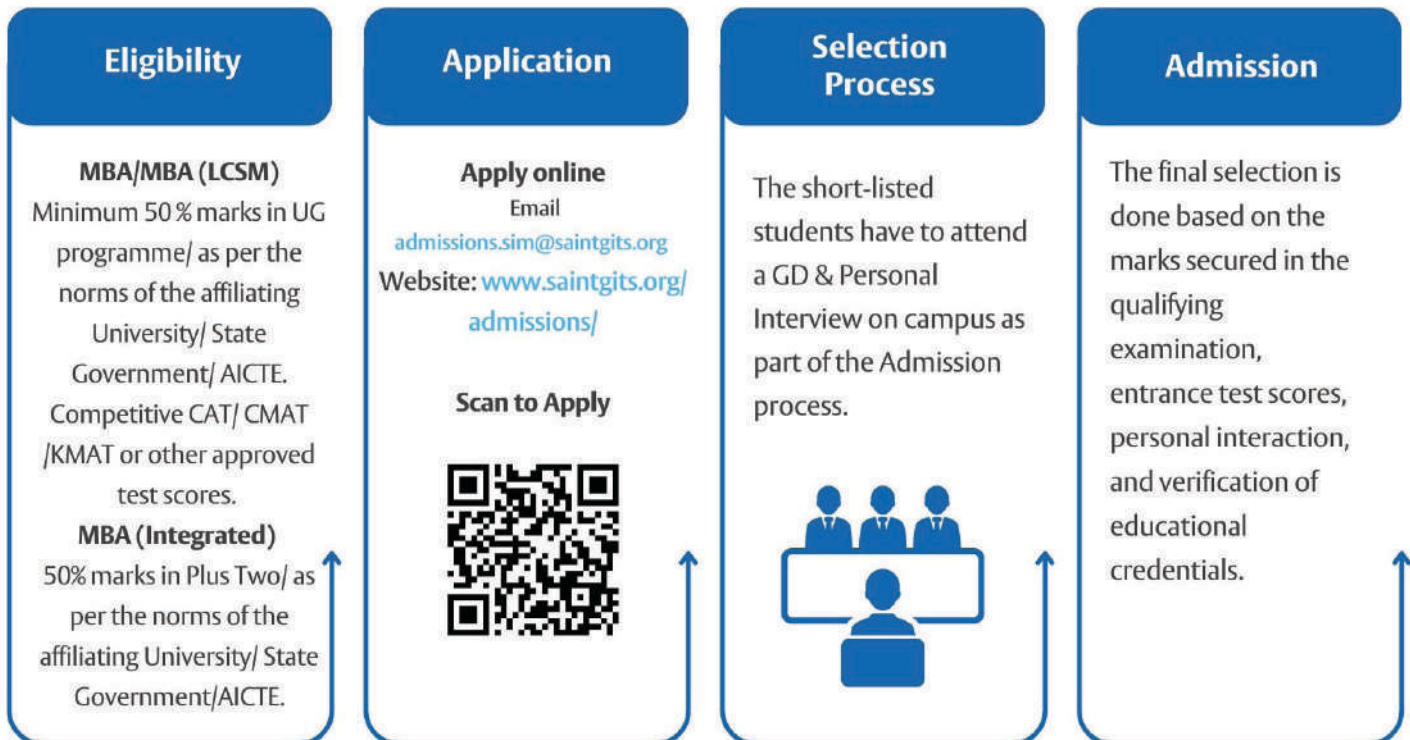 Eligibility
MBA/MBA (LCSM)
Minimum 50 % marks in UG
programme/ as per the
norms of the affiliating
University/ State
Government/ AICTE.
Competitive CAT/ CMAT
/KMAT or other approved
test scores.
MBA (Integrated)
50% marks in Plus Two/ as
per the norms of the
affiliating University/ State
Government/AICTE.
Application
Apply online
Email
admissions.sim@saintgits.org
Website: www.saintgits.org/
admissions/
Scan to Apply
Selection
Process
The short-listed
students have to attend
a GD & Personal
Interview on campus as
part of the Admission
process.
Admission
The final selection is
done based on the
marks secured in the
qualifying
examination,
entrance test scores,
personal interaction,
and verification of
educational
credentials.